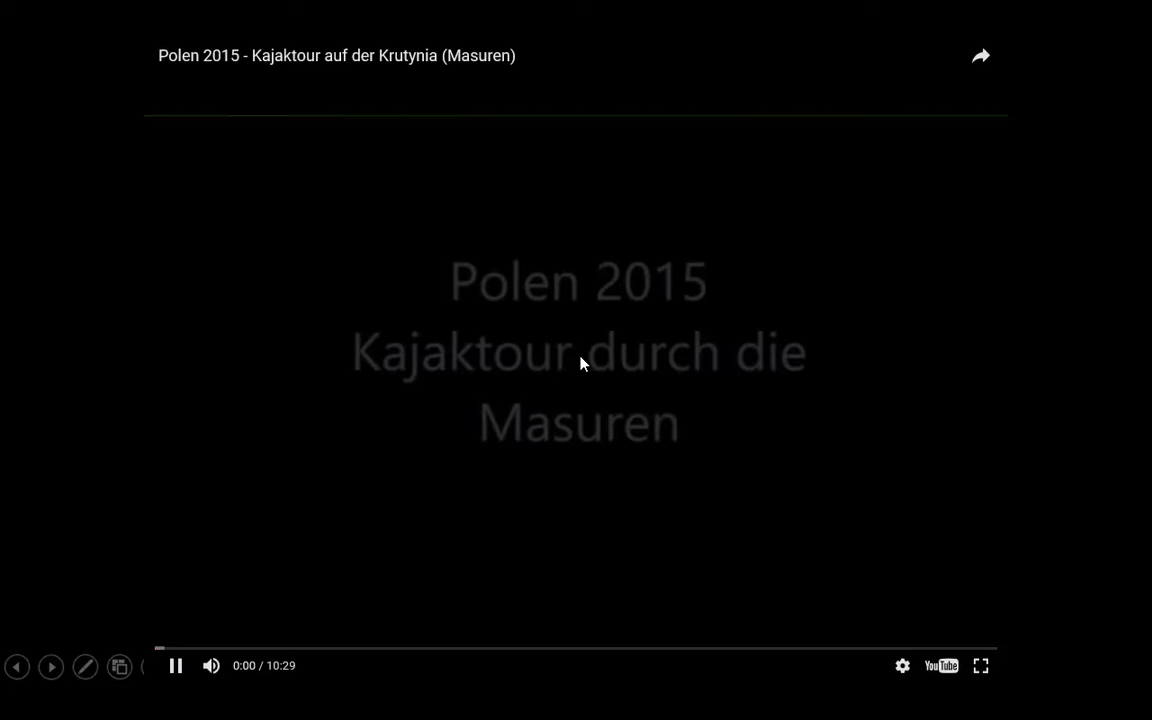 Polen 2015 - Kajaktour auf der Krutynia (Masuren)
Polen 2015
Kajaktour durch die
Masuren
0:00 / 10:29
YouTube